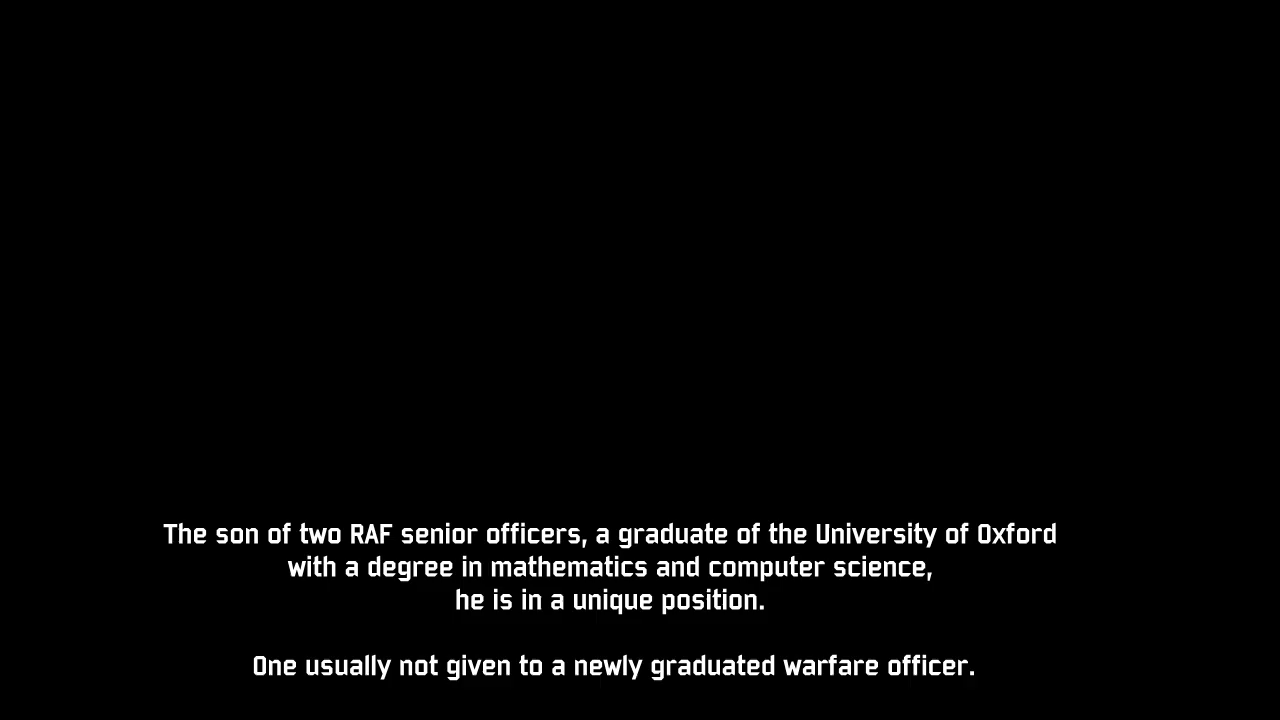 The son of two RAF senior officers, a graduate of the University of Oxford
with a degree in mathematics and computer science,
he is in a unique position.
One usually not given to a newly graduated warfare officer.